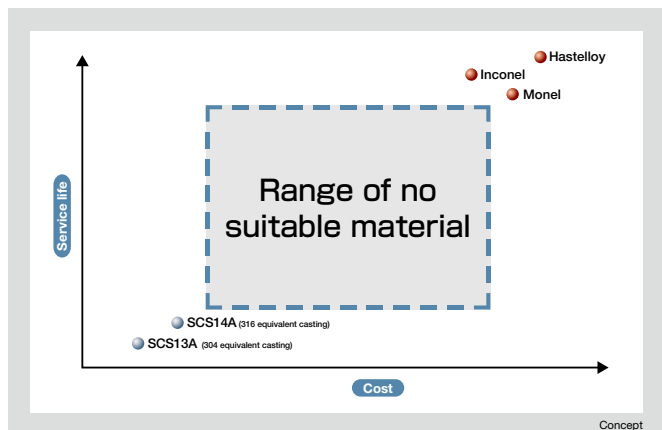 Hastelloy
Inconel
Monel
Range of no
suitable material
Service life
SCS14A (316 equivalent casting)
SCS13A (304 equivalent casting)
Cost
Concept